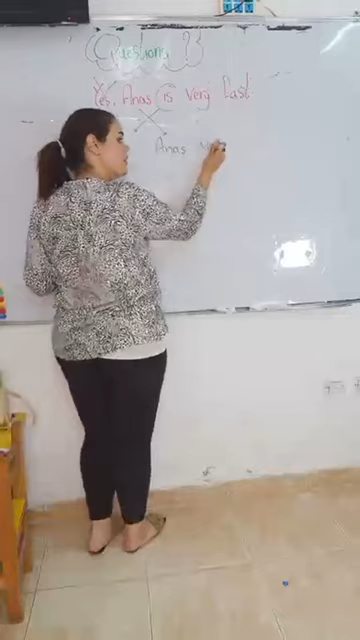 Questions ??
Yes, Anas is very fast
Anas